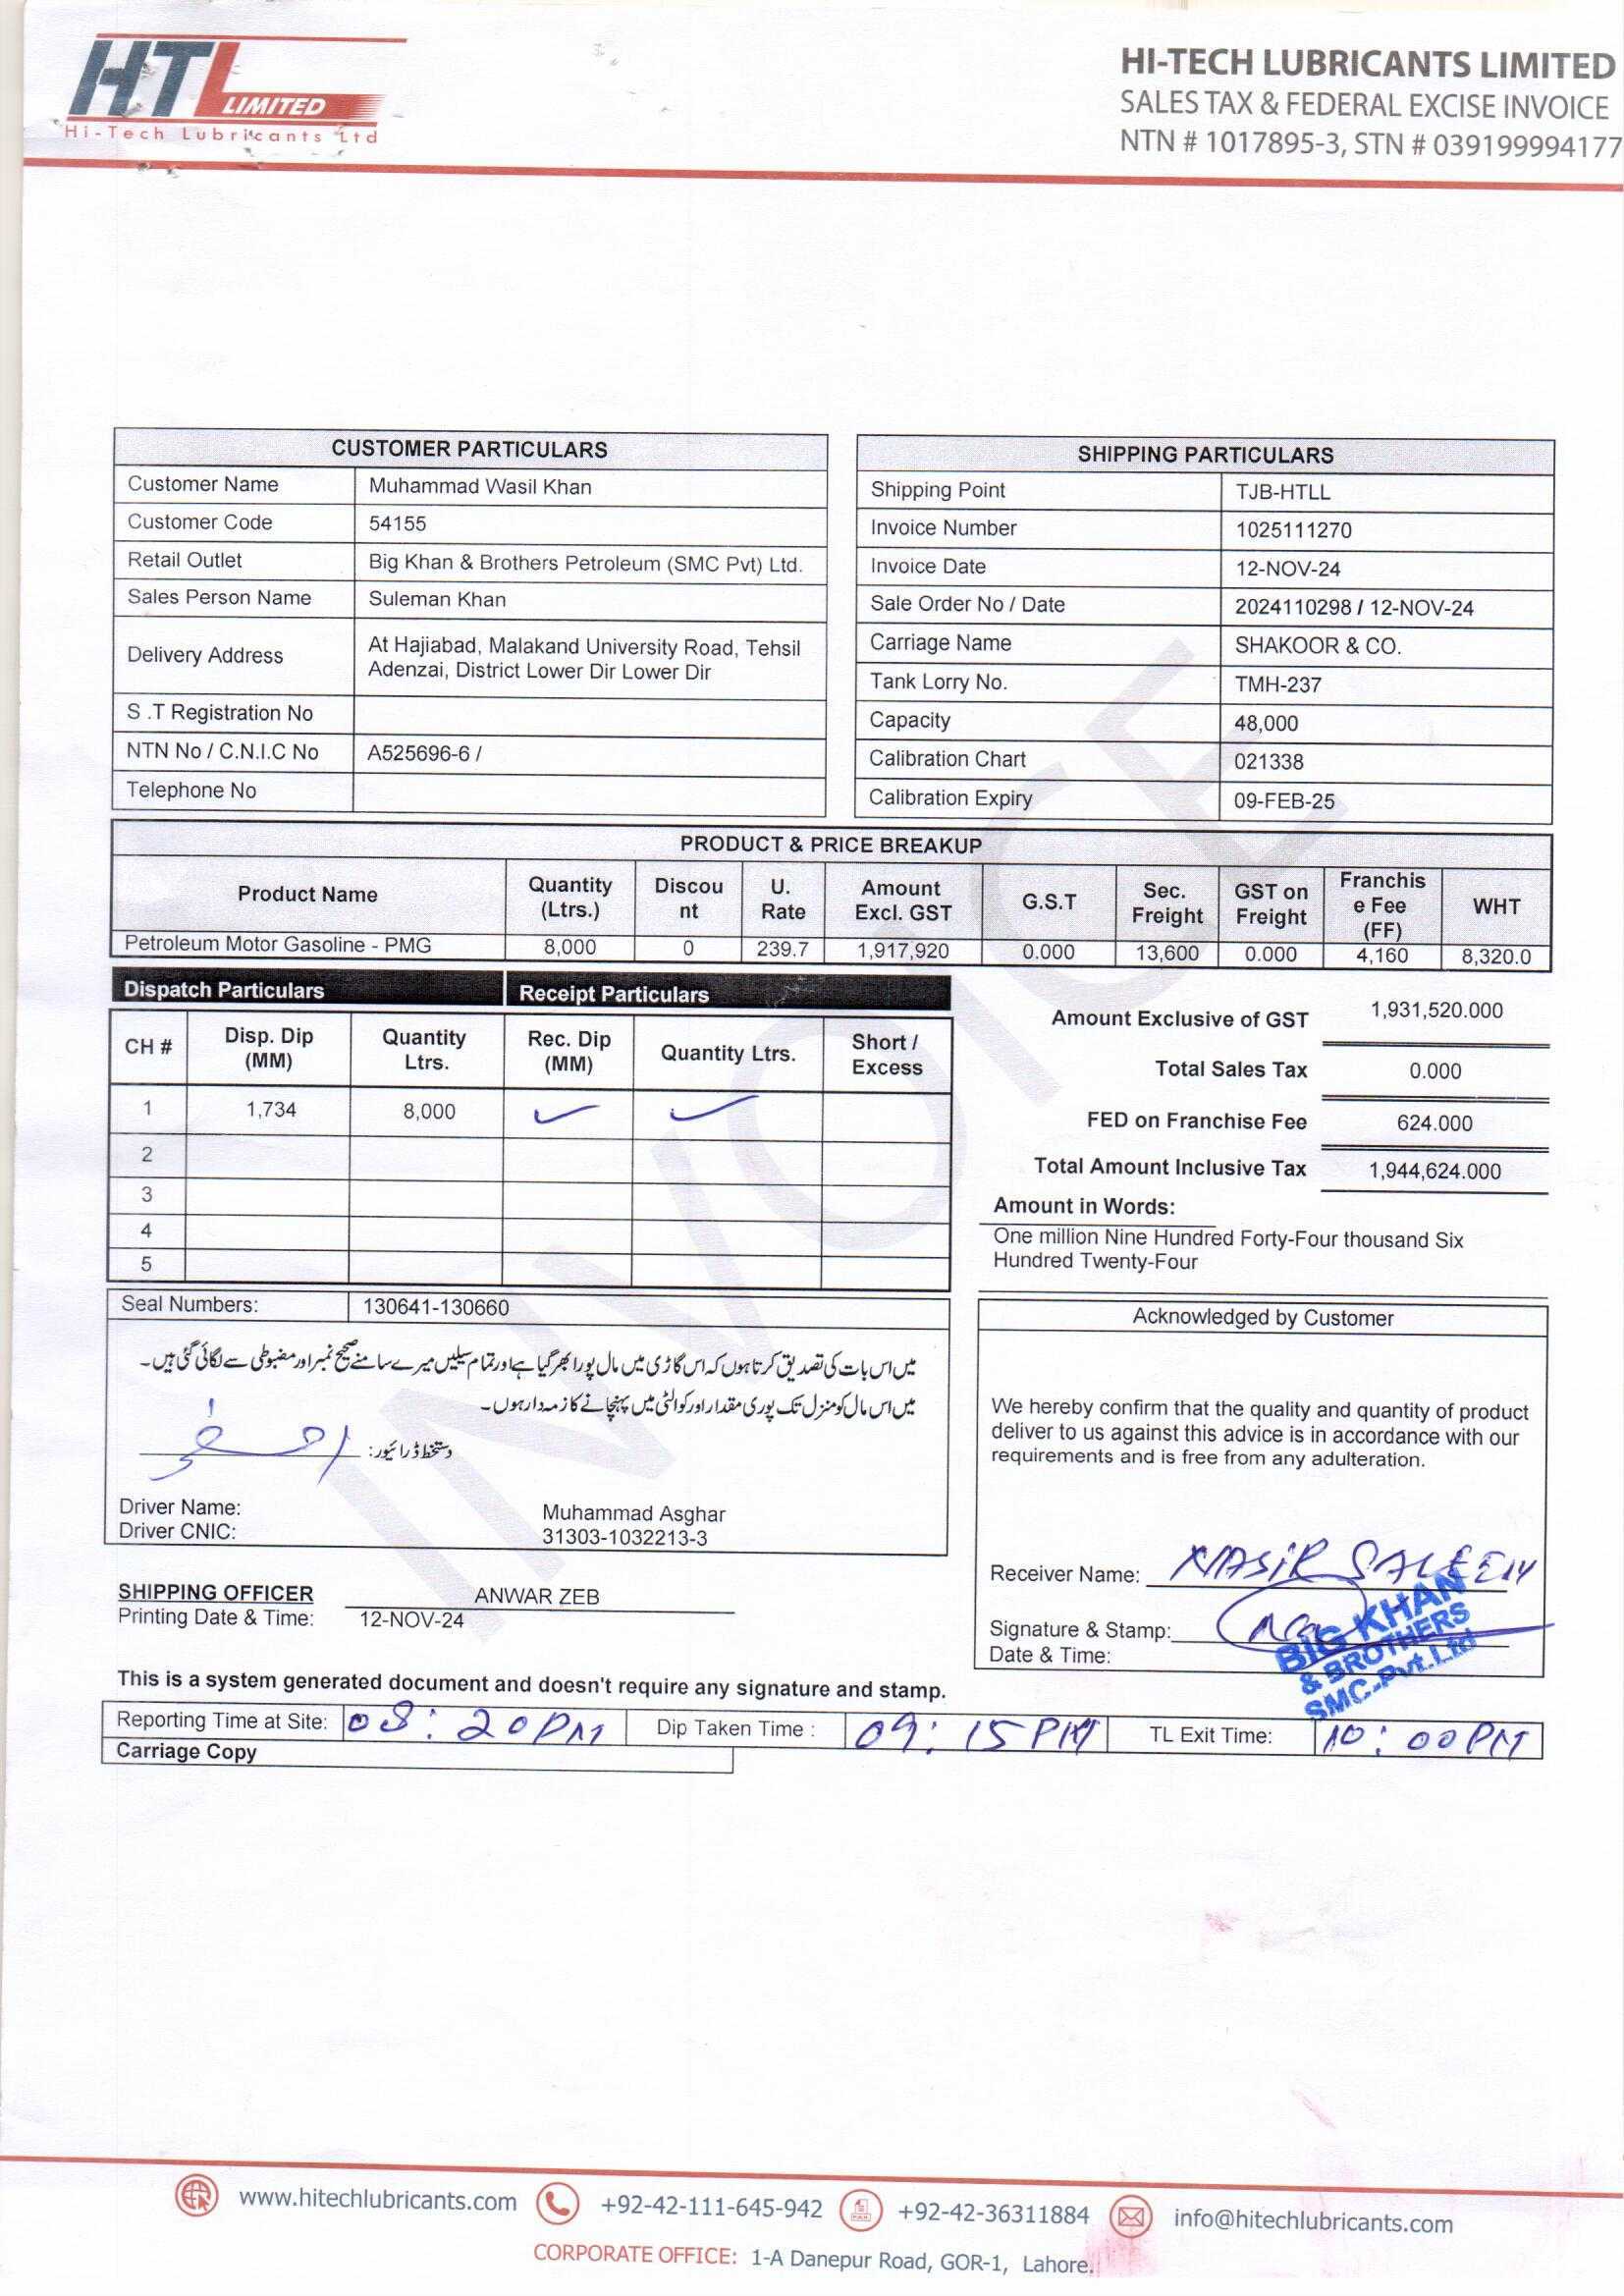 HTL LIMITED
Hi-Tech Lubricants Ltd
HI-TECH LUBRICANTS LIMITED
SALES TAX & FEDERAL EXCISE INVOICE
NTN # 1017895-3, STN # 039199994177
CUSTOMER PARTICULARS
Customer Name Muhammad Wasil Khan
Customer Code 54155
Retail Outlet Big Khan & Brothers Petroleum (SMC Pvt) Ltd.
Sales Person Name Suleman Khan
Delivery Address At Hajiabad, Malakand University Road, Tehsil
Adenzai, District Lower Dir Lower Dir
S .T Registration No
NTN No / C.N.I.C No A525696-6 /
Telephone No
SHIPPING PARTICULARS
Shipping Point TJB-HTLL
Invoice Number 1025111270
Invoice Date 12-NOV-24
Sale Order No / Date 2024110298 / 12-NOV-24
Carriage Name SHAKOOR & CO.
Tank Lorry No. TMH-237
Capacity 48,000
Calibration Chart 021338
Calibration Expiry 09-FEB-25
INVOICE
PRODUCT & PRICE BREAKUP
Product Name Quantity (Ltrs.) Discount U. Rate Amount Excl. GST G.S.T Sec. Freight GST on Freight Franchise Fee (FF) WHT
Petroleum Motor Gasoline - PMG 8,000 0 239.7 1,917,920 0.000 13,600 0.000 4,160 8,320.0
Dispatch Particulars Receipt Particulars
CH # Disp. Dip (MM) Quantity Ltrs. Rec. Dip (MM) Quantity Ltrs. Short / Excess
1 1,734 8,000
2
3
4
5
Amount Exclusive of GST 1,931,520.000
Total Sales Tax 0.000
FED on Franchise Fee 624.000
Total Amount Inclusive Tax 1,944,624.000
Amount in Words:
One million Nine Hundred Forty-Four thousand Six
Hundred Twenty-Four
Seal Numbers: 130641-130660
میں اس بات کی تصدیق کرتا ہوں کہ اس گاڑی میں مال پورا بھر گیا ہے اور تمام سیلیں میرے سامنے صحیح نمبر اور مضبوطی سے لگائی گئی ہیں۔
میں اس مال کو منزل تک پوری مقدار اور کوالٹی میں پہنچانے کا زمہ دار ہوں۔
دستخط ڈرائیور:
Driver Name: Muhammad Asghar
Driver CNIC: 31303-1032213-3
Acknowledged by Customer
We hereby confirm that the quality and quantity of product
deliver to us against this advice is in accordance with our
requirements and is free from any adulteration.
Receiver Name: NASIR SALEEM
Signature & Stamp:
Date & Time:
BIG KHAN
& BROTHERS
SMC-Pvt.Ltd
SHIPPING OFFICER ANWAR ZEB
Printing Date & Time: 12-NOV-24
This is a system generated document and doesn't require any signature and stamp.
Reporting Time at Site: 08:20PM Dip Taken Time : 09:15PM TL Exit Time: 10:00PM
Carriage Copy
www.hitechlubricants.com +92-42-111-645-942 +92-42-36311884 info@hitechlubricants.com
CORPORATE OFFICE: 1-A Danepur Road, GOR-1, Lahore.